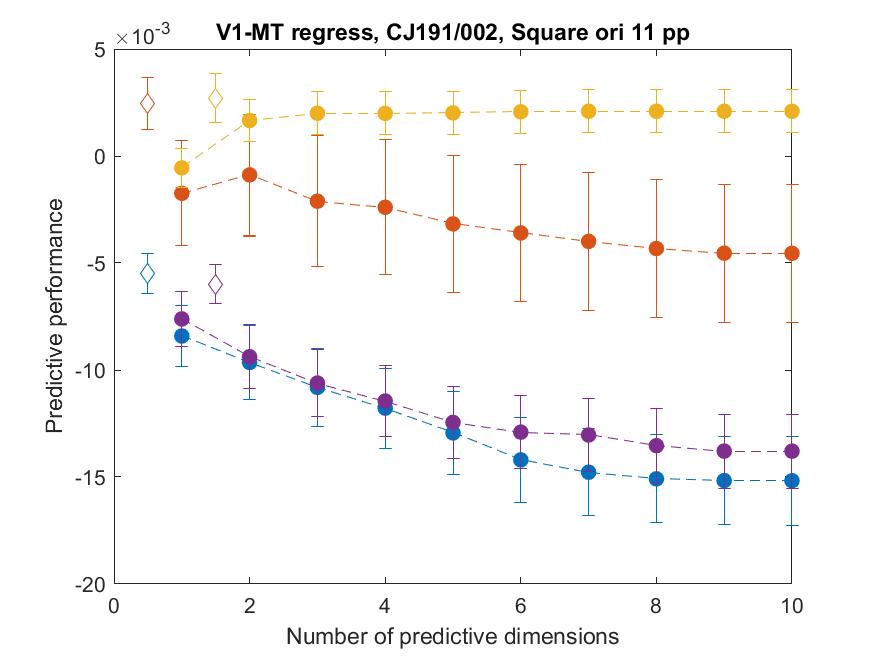 ×10⁻³
V1-MT regress, CJ191/002, Square ori 11 pp
5
0
-5
-10
-15
-20
Predictive performance
0 2 4 6 8 10
Number of predictive dimensions